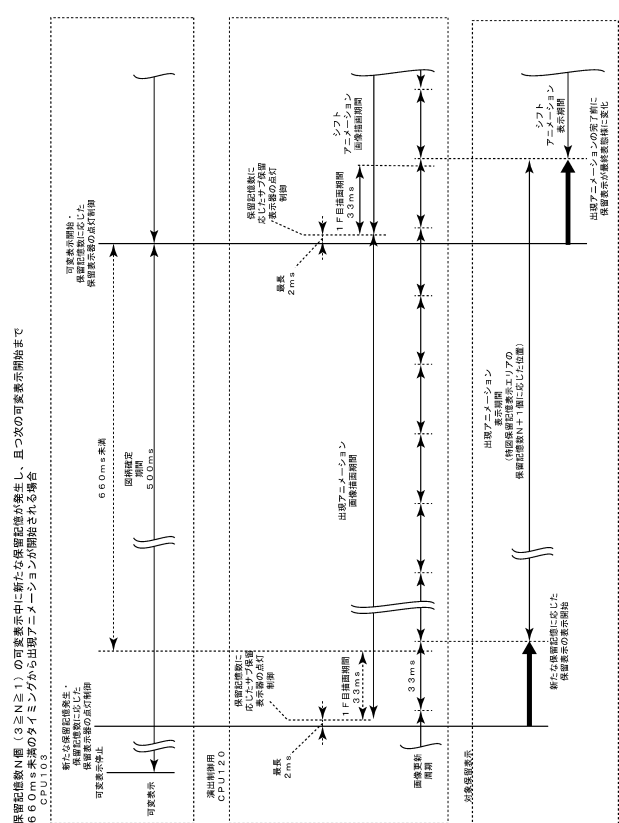 保留記憶数N個（3≧N≧1）の可変表示中に新たな保留記憶が発生し、且つ次の可変表示開始まで
660ms未満のタイミングから出現アニメーションが開始される場合
CPU103
新たな保留記憶発生・
保留記憶数に応じた
保留表示器の点灯制御
可変表示停止
可変表示
660ms未満
図柄確定
期間
500ms
可変表示開始・
保留記憶数に応じた
保留表示器の点灯制御
演出制御用
CPU120
最長
2ms
保留記憶数に
応じたサブ保留
表示器の点灯
制御
1F目描画期間
33ms
出現アニメーション
画像描画期間
最長
2ms
保留記憶数に
応じたサブ保留
表示器の点灯
制御
1F目描画期間
33ms
シフト
アニメーション
画像描画期間
画像更新
周期
33ms
対象保留表示
新たな保留記憶に応じた
保留表示の表示開始
出現アニメーション
表示期間
（特図保留記憶表示エリアの
保留記憶数N+1個に応じた位置）
シフト
アニメーション
表示期間
出現アニメーションの完了前に
保留表示が最終表態様に変化